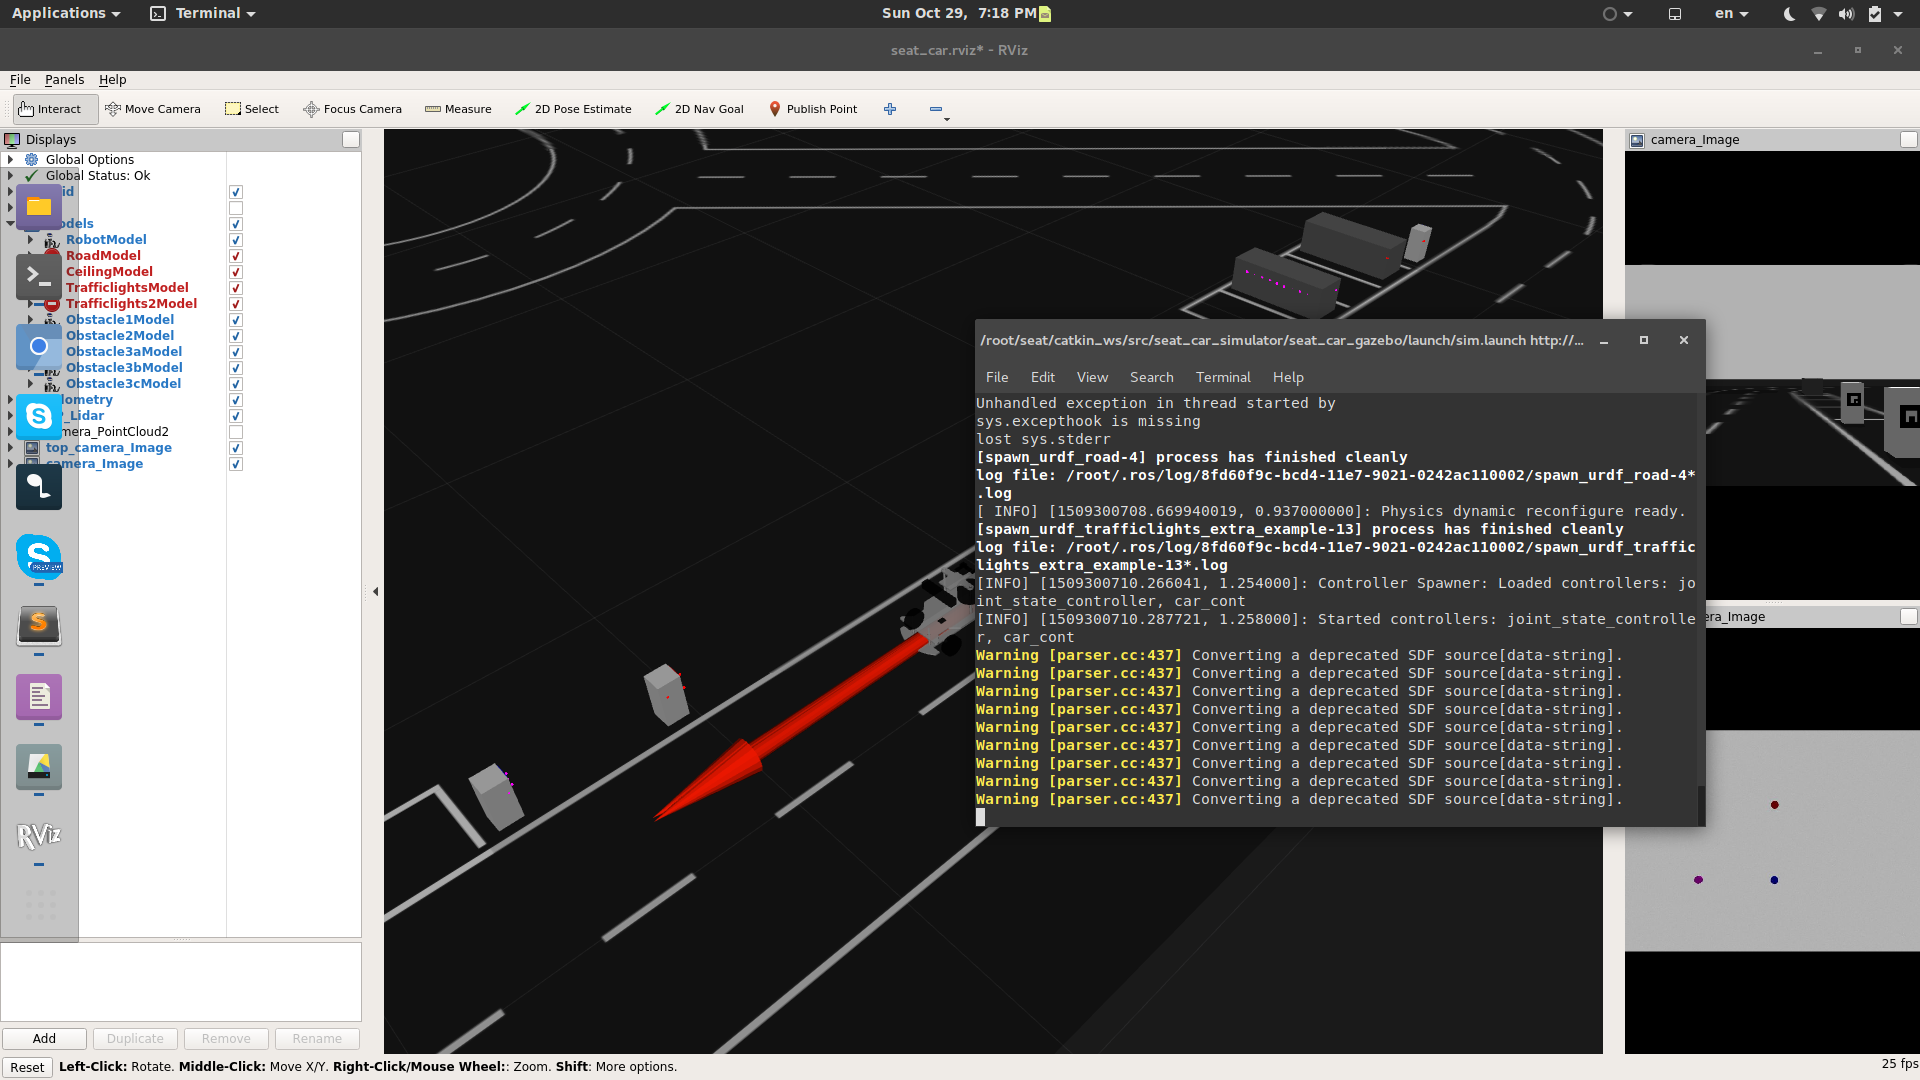 Applications
Terminal
Sun Oct 29, 7:18 PM
en
seat_car.rviz* - RViz
File Panels Help
Interact
Move Camera
Select
Focus Camera
Measure
2D Pose Estimate
2D Nav Goal
Publish Point
Displays
Global Options
Global Status: Ok
id
odels
RobotModel
RoadModel
CeilingModel
TrafficlightsModel
Trafficlights2Model
Obstacle1Model
Obstacle2Model
Obstacle3aModel
Obstacle3bModel
Obstacle3cModel
lometry
_Lidar
mera_PointCloud2
top_camera_Image
camera_Image
PREVIEW
RViz
Add
Duplicate
Remove
Rename
Reset
Left-Click: Rotate. Middle-Click: Move X/Y. Right-Click/Mouse Wheel:: Zoom. Shift: More options.
25 fps
camera_Image
era_Image
/root/seat/catkin_ws/src/seat_car_simulator/seat_car_gazebo/launch/sim.launch http://...
File Edit View Search Terminal Help
Unhandled exception in thread started by
sys.excepthook is missing
lost sys.stderr
[spawn_urdf_road-4] process has finished cleanly
log file: /root/.ros/log/8fd60f9c-bcd4-11e7-9021-0242ac110002/spawn_urdf_road-4*
.log
[ INFO] [1509300708.669940019, 0.937000000]: Physics dynamic reconfigure ready.
[spawn_urdf_trafficlights_extra_example-13] process has finished cleanly
log file: /root/.ros/log/8fd60f9c-bcd4-11e7-9021-0242ac110002/spawn_urdf_traffic
lights_extra_example-13*.log
[INFO] [1509300710.266041, 1.254000]: Controller Spawner: Loaded controllers: jo
int_state_controller, car_cont
[INFO] [1509300710.287721, 1.258000]: Started controllers: joint_state_controlle
r, car_cont
Warning [parser.cc:437] Converting a deprecated SDF source[data-string].
Warning [parser.cc:437] Converting a deprecated SDF source[data-string].
Warning [parser.cc:437] Converting a deprecated SDF source[data-string].
Warning [parser.cc:437] Converting a deprecated SDF source[data-string].
Warning [parser.cc:437] Converting a deprecated SDF source[data-string].
Warning [parser.cc:437] Converting a deprecated SDF source[data-string].
Warning [parser.cc:437] Converting a deprecated SDF source[data-string].
Warning [parser.cc:437] Converting a deprecated SDF source[data-string].
Warning [parser.cc:437] Converting a deprecated SDF source[data-string].